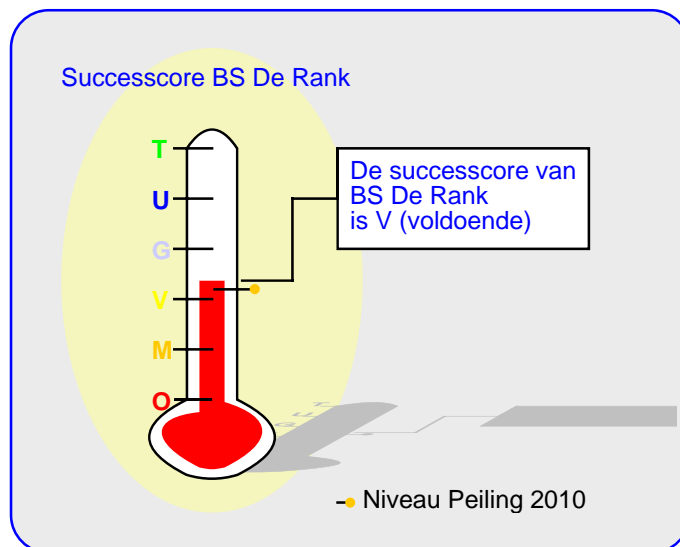 Successcore BS De Rank
T
U
G
V
M
O
De successcore van
BS De Rank
is V (voldoende)
Niveau Peiling 2010